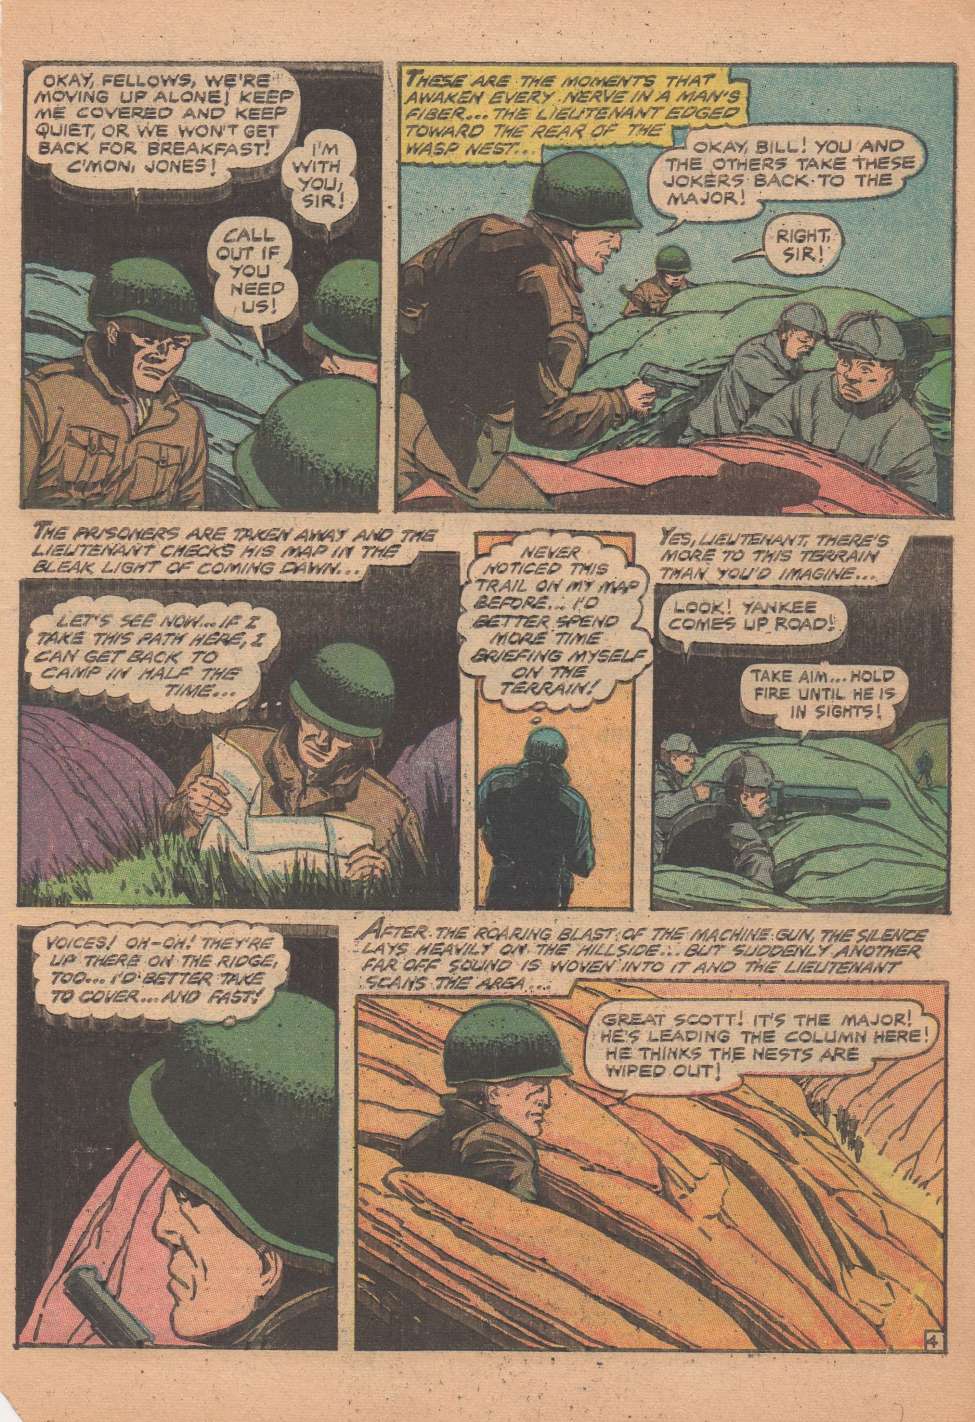 OKAY, FELLOWS, WE'RE
MOVING UP ALONE! KEEP
ME COVERED AND KEEP
QUIET, OR WE WON'T GET
BACK FOR BREAKFAST!
C'MON, JONES!
I'M
WITH
YOU,
SIR!
CALL
OUT IF
YOU
NEED
US!
THESE ARE THE MOMENTS THAT
AWAKEN EVERY NERVE IN A MAN'S
FIBER... THE LIEUTENANT EDGED
TOWARD THE REAR OF THE
WASP NEST...
OKAY, BILL! YOU AND
THE OTHERS TAKE THESE
JOKERS BACK TO THE
MAJOR!
RIGHT,
SIR!
THE PRISONERS ARE TAKEN AWAY AND THE
LIEUTENANT CHECKS HIS MAP IN THE
BLEAK LIGHT OF COMING DAWN...
LET'S SEE NOW... IF I
TAKE THIS PATH HERE, I
CAN GET BACK TO
CAMP IN HALF THE
TIME...
NEVER
NOTICED THIS
TRAIL ON MY MAP
BEFORE... I'D
BETTER SPEND
MORE TIME
BRIEFING MYSELF
ON THE
TERRAIN!
YES, LIEUTENANT, THERE'S
MORE TO THIS TERRAIN
THAN YOU'D IMAGINE...
LOOK! YANKEE
COMES UP ROAD!
TAKE AIM... HOLD
FIRE UNTIL HE IS
IN SIGHTS!
VOICES! OH-OH! THEY'RE
UP THERE ON THE RIDGE,
TOO... I'D BETTER TAKE
TO COVER... AND FAST!
AFTER THE ROARING BLAST OF THE MACHINE GUN, THE SILENCE
LAYS HEAVILY ON THE HILLSIDE... BUT SUDDENLY ANOTHER
FAR OFF SOUND IS WOVEN INTO IT AND THE LIEUTENANT
SCANS THE AREA...
GREAT SCOTT! IT'S THE MAJOR!
HE'S LEADING THE COLUMN HERE!
HE THINKS THE NESTS ARE
WIPED OUT!
4